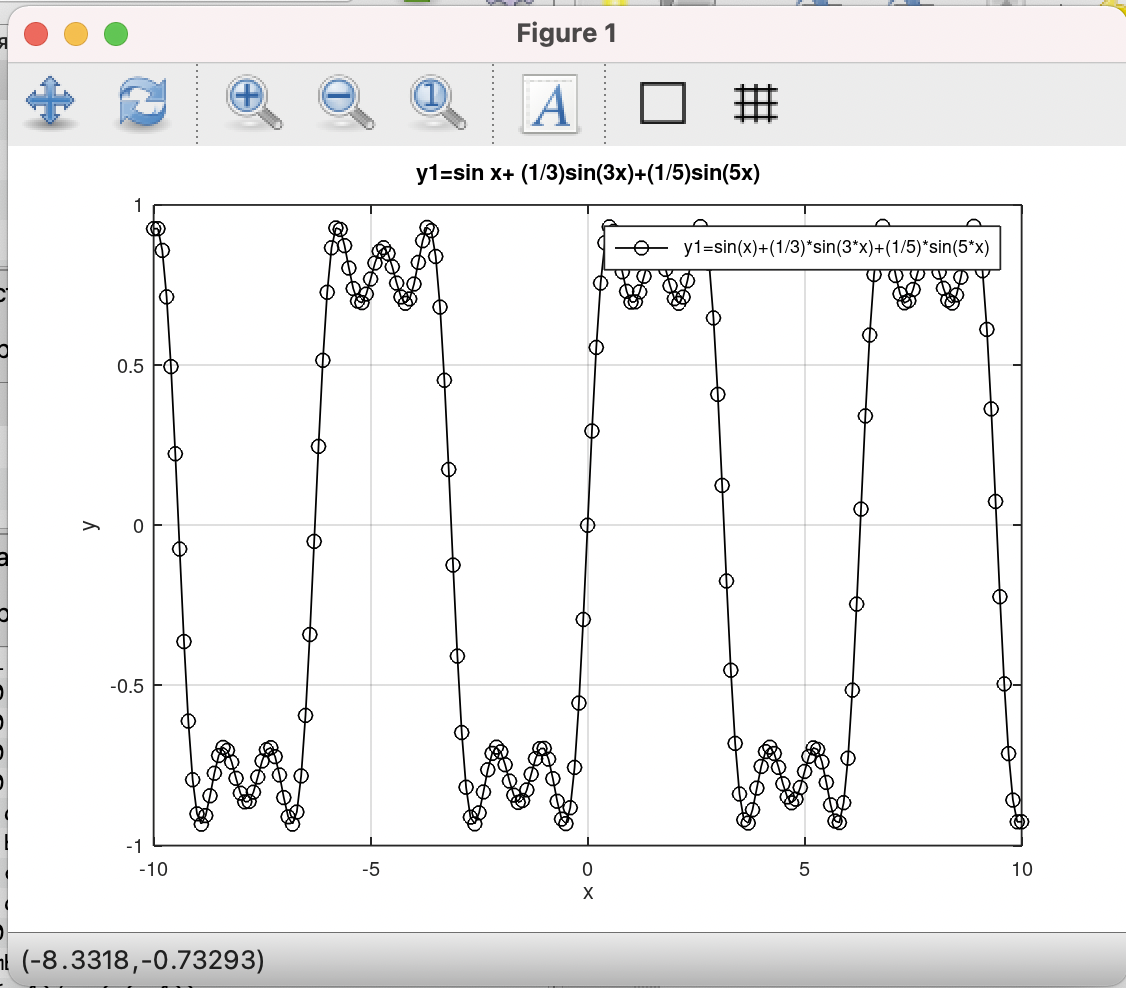 Figure 1
A
y1=sin x+ (1/3)sin(3x)+(1/5)sin(5x)
y1=sin(x)+(1/3)*sin(3*x)+(1/5)*sin(5*x)
1
0.5
0
-0.5
-1
y
-10 -5 0 5 10
x
(-8.3318,-0.73293)